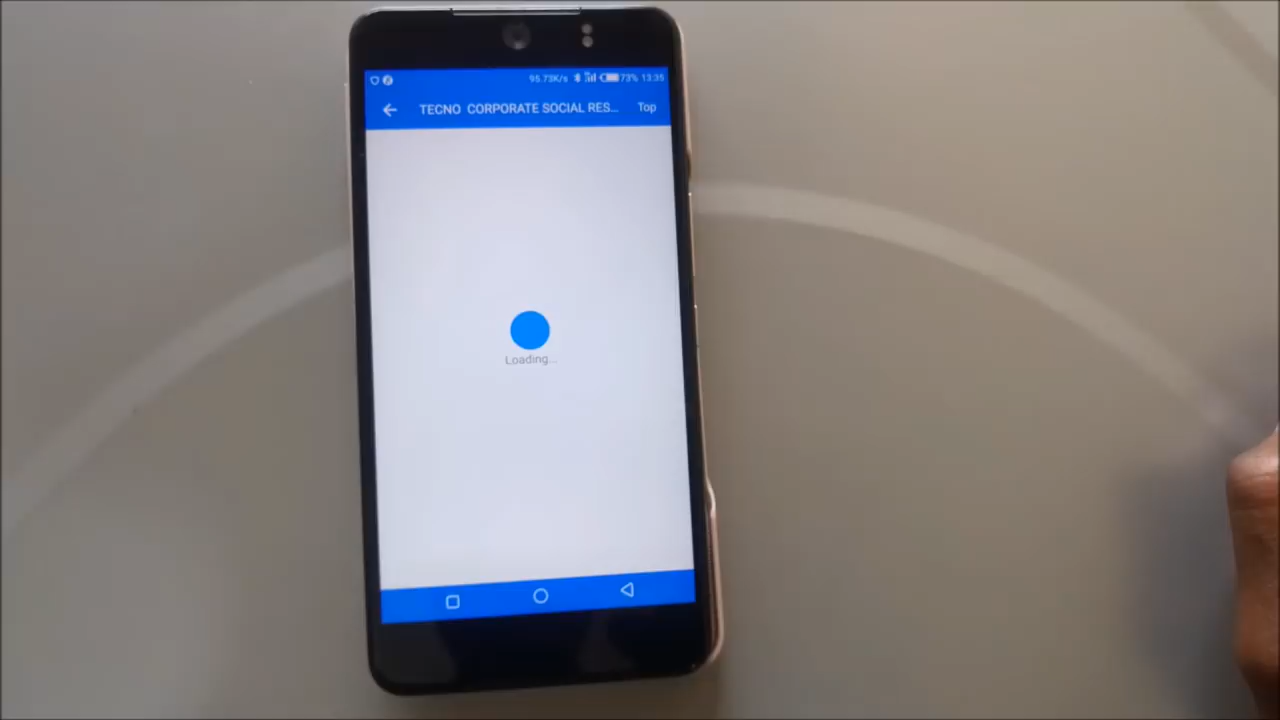 95.73K/s 73% 13:35
TECNO CORPORATE SOCIAL RES... Top
Loading...